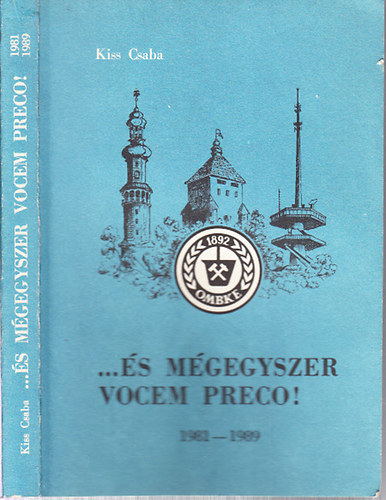 Kiss Csaba
1892
OMBKE
...ÉS MÉGEGYSZER
VOCEM PRECO!
1981—1989
Kiss Csaba ...ÉS MÉGEGYSZER VOCEM PRECO! 1981
1989